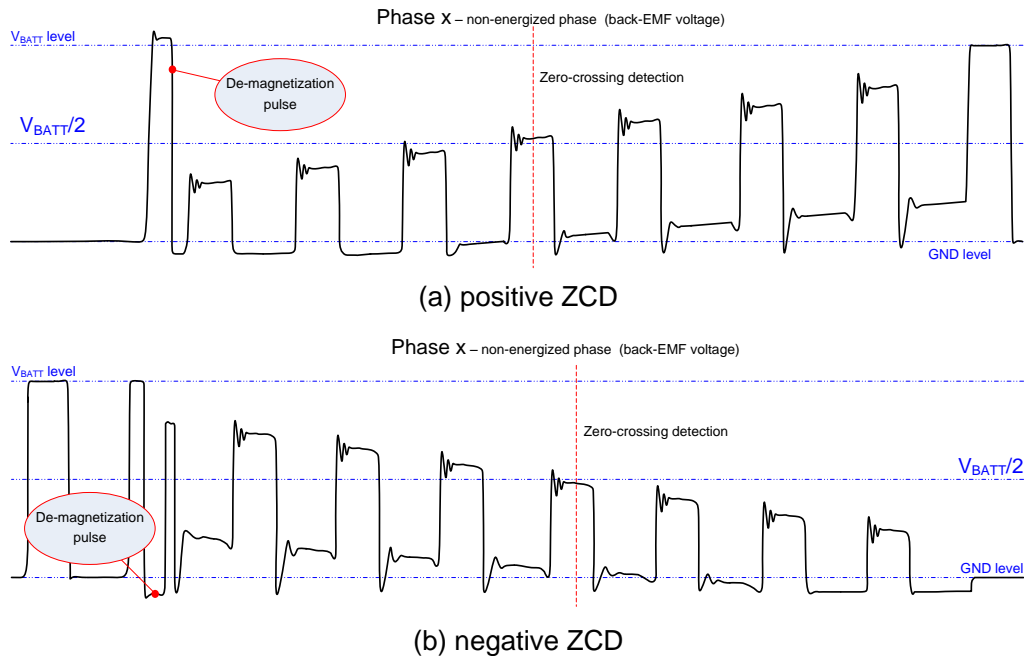 Phase x – non-energized phase (back-EMF voltage)
VBATT level
De-magnetization
pulse
Zero-crossing detection
VBATT/2
GND level
(a) positive ZCD
Phase x – non-energized phase (back-EMF voltage)
VBATT level
Zero-crossing detection
VBATT/2
De-magnetization
pulse
GND level
(b) negative ZCD